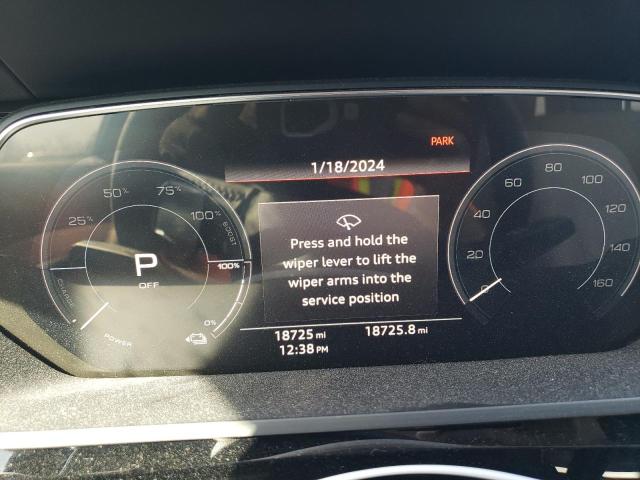 PARK
1/18/2024
25%
50%
75%
100%
BOOST
P
OFF
100%
CHARGE
POWER
0%
Press and hold the
wiper lever to lift the
wiper arms into the
service position
18725 mi
18725.8 mi
12:38 PM
0
20
40
60
80
100
120
140
160